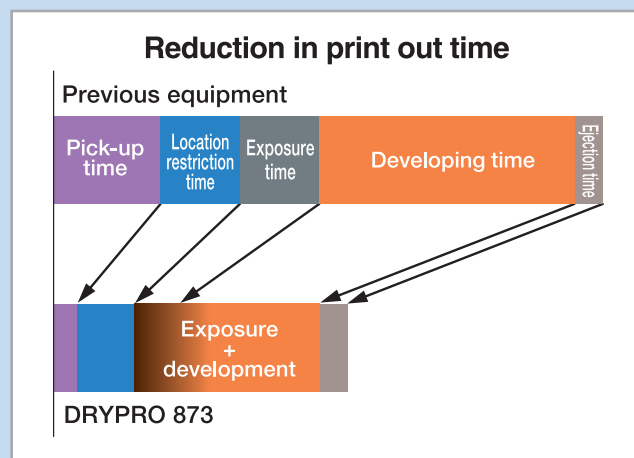 Reduction in print out time
Previous equipment
Pick-up
time
Location
restriction
time
Exposure
time
Developing time
Ejection time
Exposure
+
development
DRYPRO 873